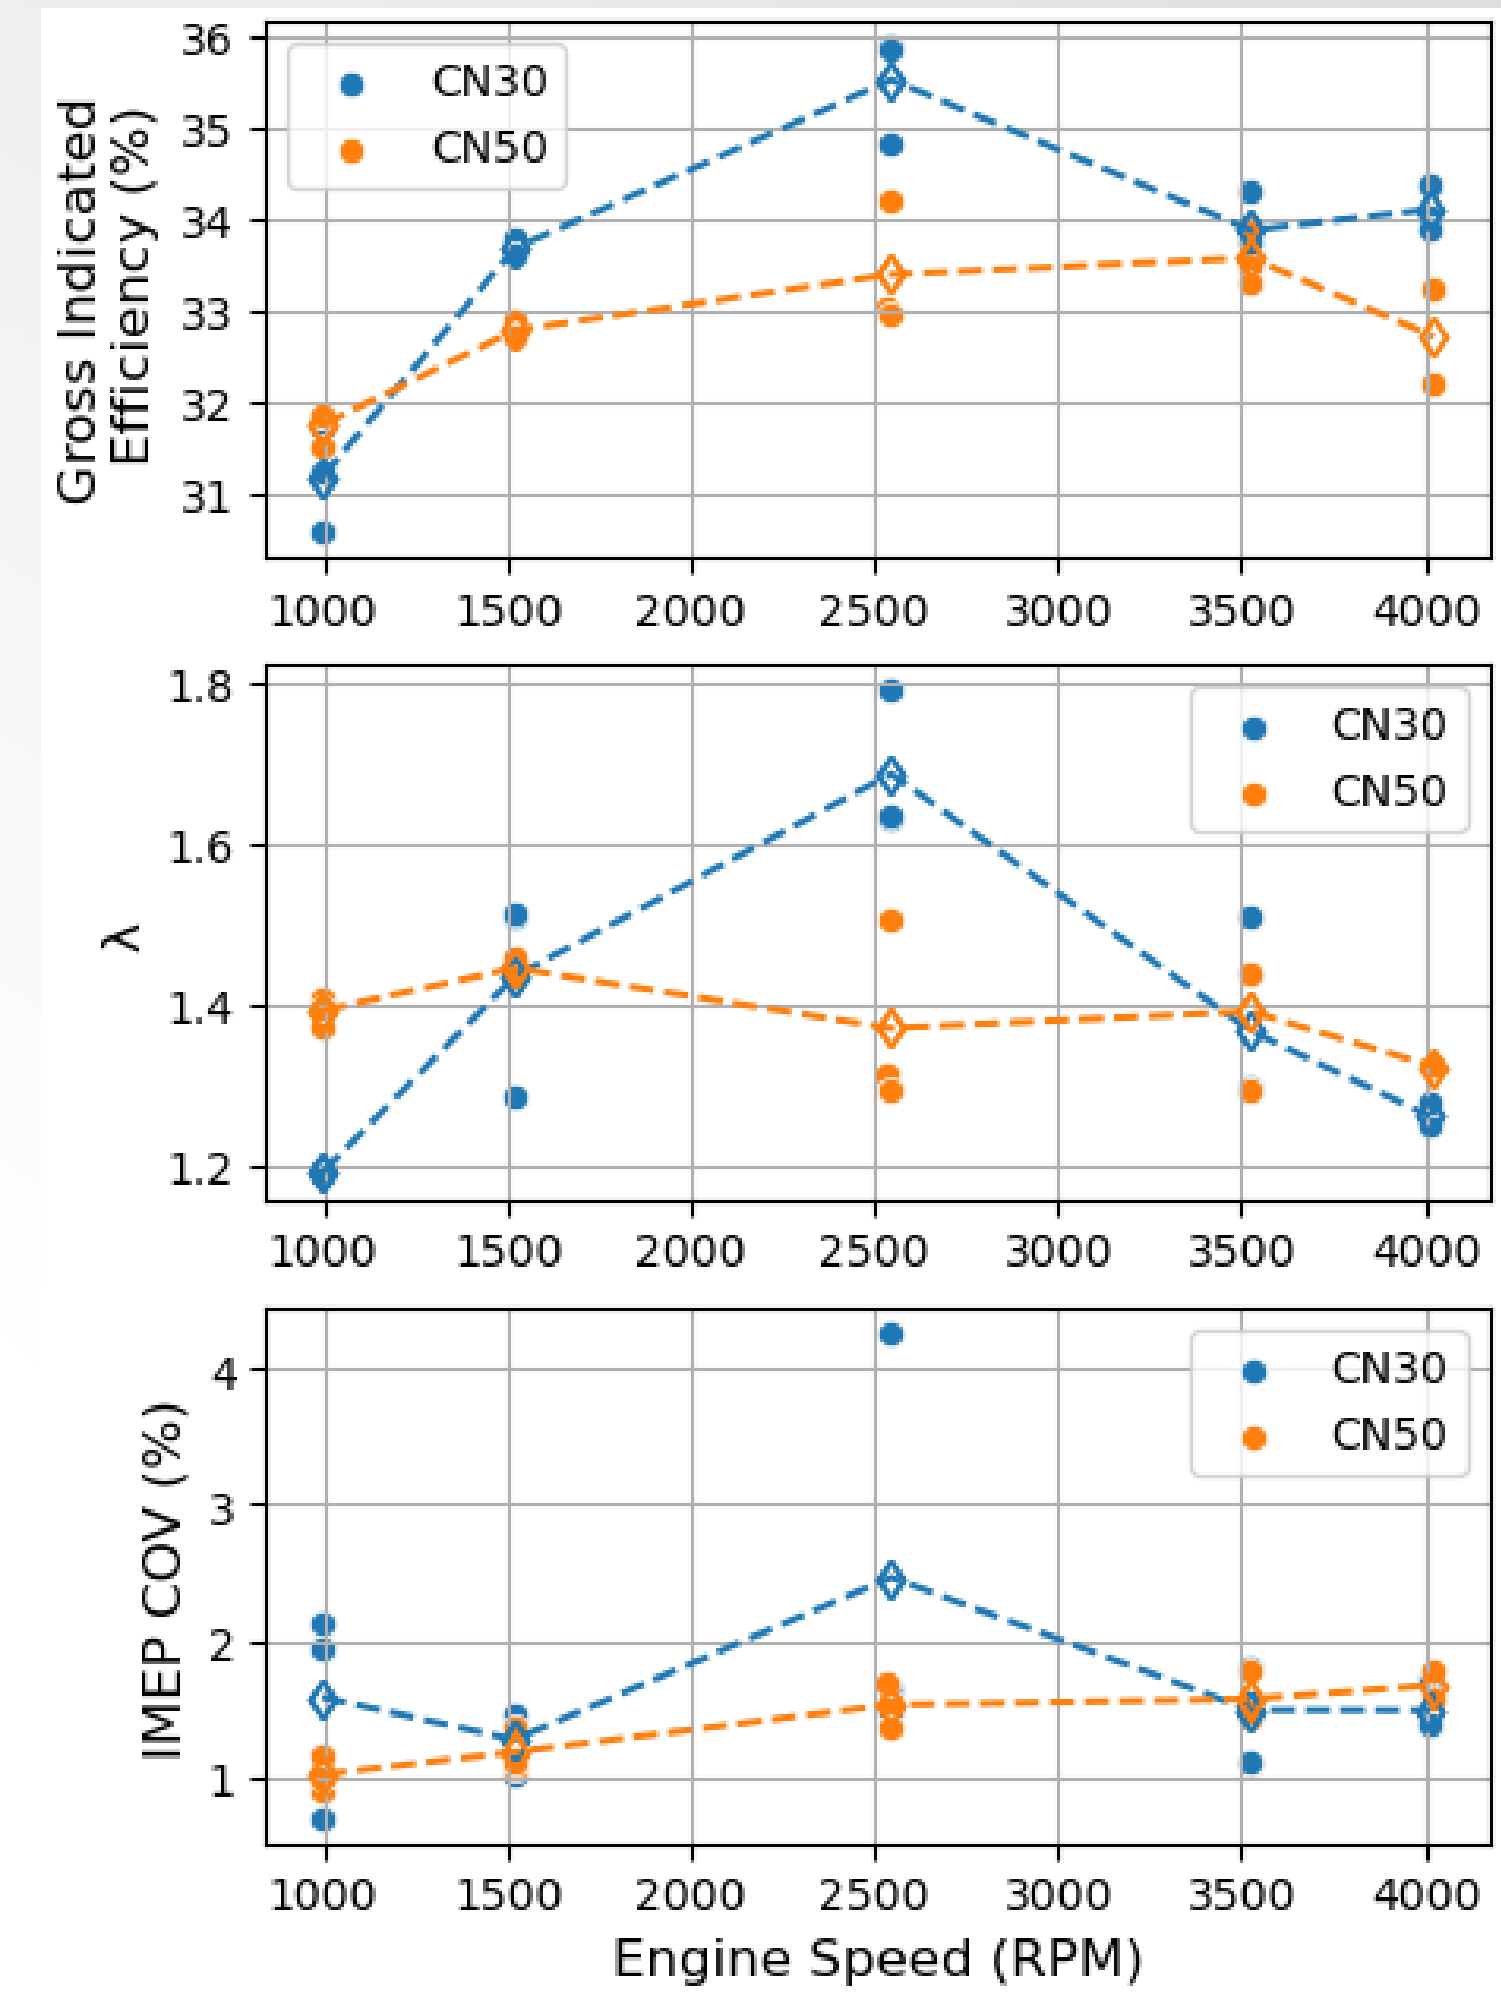 Gross Indicated
Efficiency (%)
36
35
34
33
32
31
CN30
CN50
1000 1500 2000 2500 3000 3500 4000
λ
1.8
1.6
1.4
1.2
CN30
CN50
1000 1500 2000 2500 3000 3500 4000
IMEP COV (%)
4
3
2
1
CN30
CN50
1000 1500 2000 2500 3000 3500 4000
Engine Speed (RPM)